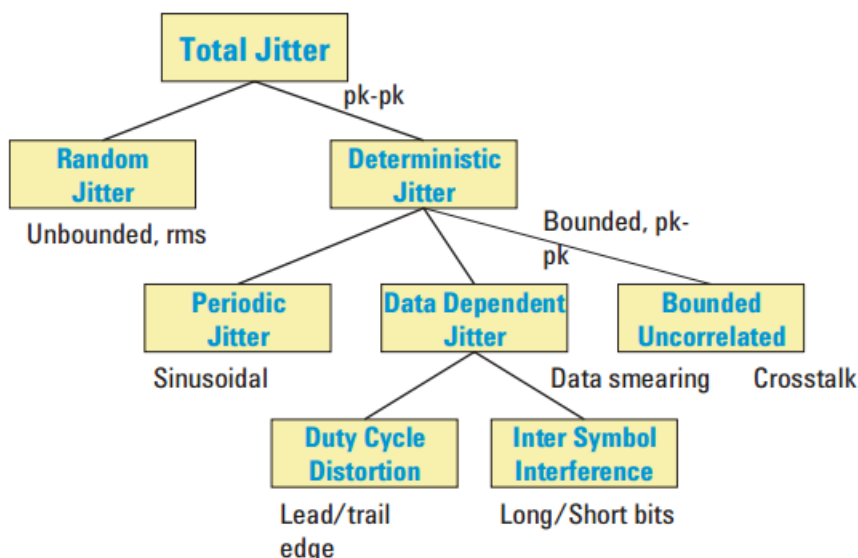 Total Jitter
pk-pk
Random
Jitter
Deterministic
Jitter
Unbounded, rms
Bounded, pk-
pk
Periodic
Jitter
Data Dependent
Jitter
Bounded
Uncorrelated
Sinusoidal
Data smearing
Crosstalk
Duty Cycle
Distortion
Inter Symbol
Interference
Lead/trail
edge
Long/Short bits